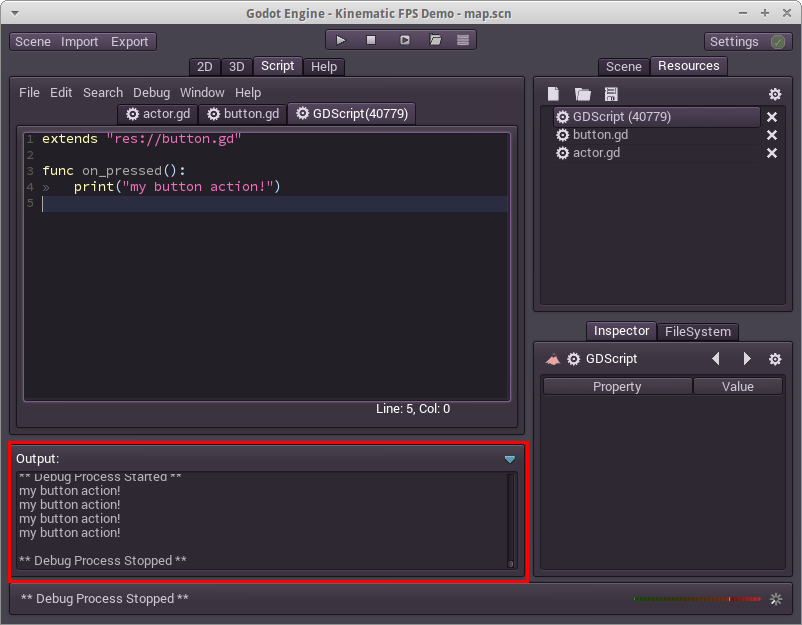 Godot Engine - Kinematic FPS Demo - map.scn
Scene Import Export
Settings
2D 3D Script Help
Scene Resources
File Edit Search Debug Window Help
actor.gd button.gd GDScript(40779)
1 extends "res://button.gd"
2
3 func on_pressed():
4 » print("my button action!")
5
Line: 5, Col: 0
GDScript (40779)
button.gd
actor.gd
Inspector FileSystem
GDScript
Property Value
Output:
** Debug Process Started **
my button action!
my button action!
my button action!
my button action!
** Debug Process Stopped **
** Debug Process Stopped **